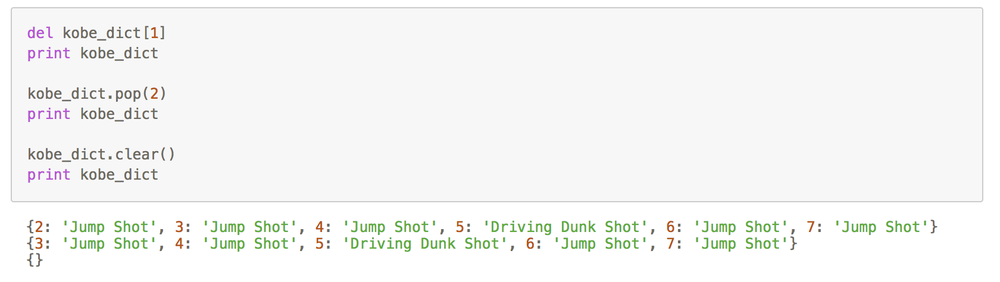 del kobe_dict[1]
print kobe_dict
kobe_dict.pop(2)
print kobe_dict
kobe_dict.clear()
print kobe_dict
{2: 'Jump Shot', 3: 'Jump Shot', 4: 'Jump Shot', 5: 'Driving Dunk Shot', 6: 'Jump Shot', 7: 'Jump Shot'}
{3: 'Jump Shot', 4: 'Jump Shot', 5: 'Driving Dunk Shot', 6: 'Jump Shot', 7: 'Jump Shot'}
{}